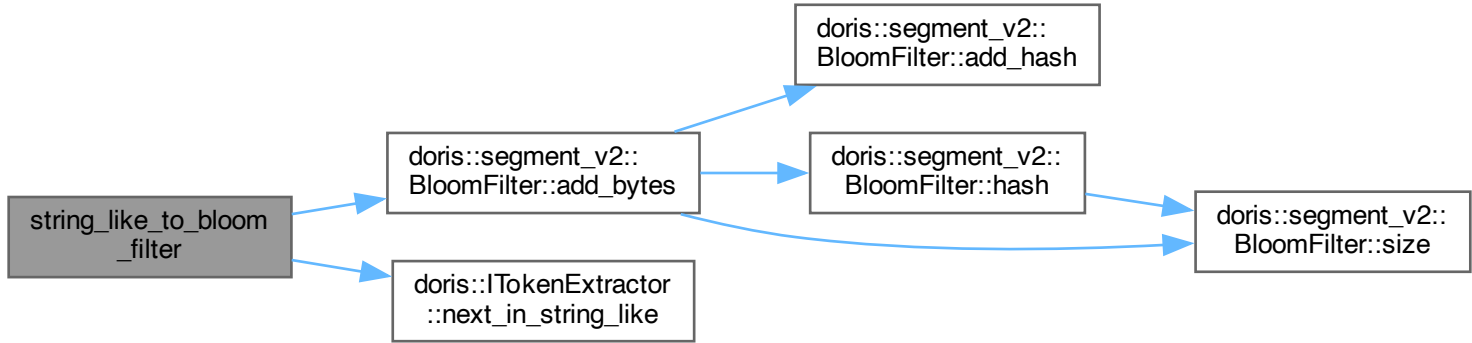 string_like_to_bloom
_filter
doris::segment_v2::
BloomFilter::add_bytes
doris::ITokenExtractor
::next_in_string_like
doris::segment_v2::
BloomFilter::add_hash
doris::segment_v2::
BloomFilter::hash
doris::segment_v2::
BloomFilter::size